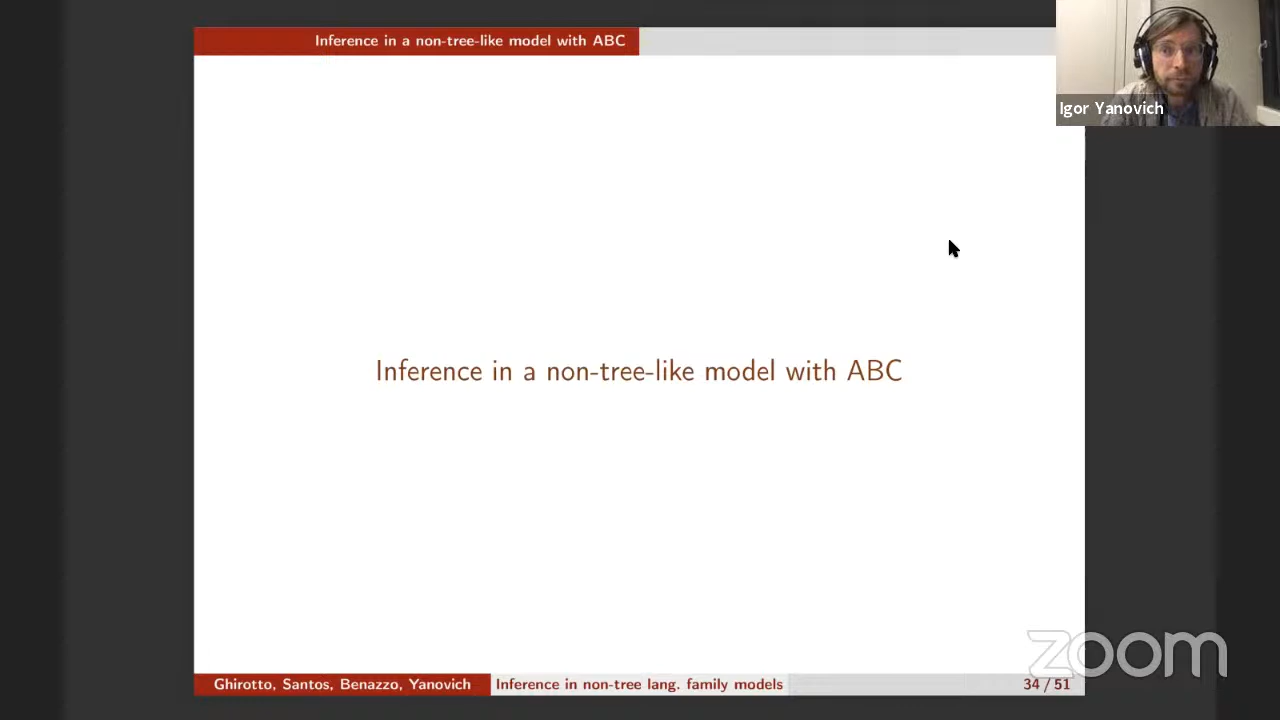 Inference in a non-tree-like model with ABC
Igor Yanovich
Inference in a non-tree-like model with ABC
zoom
Ghirotto, Santos, Benazzo, Yanovich Inference in non-tree lang. family models 34 / 51